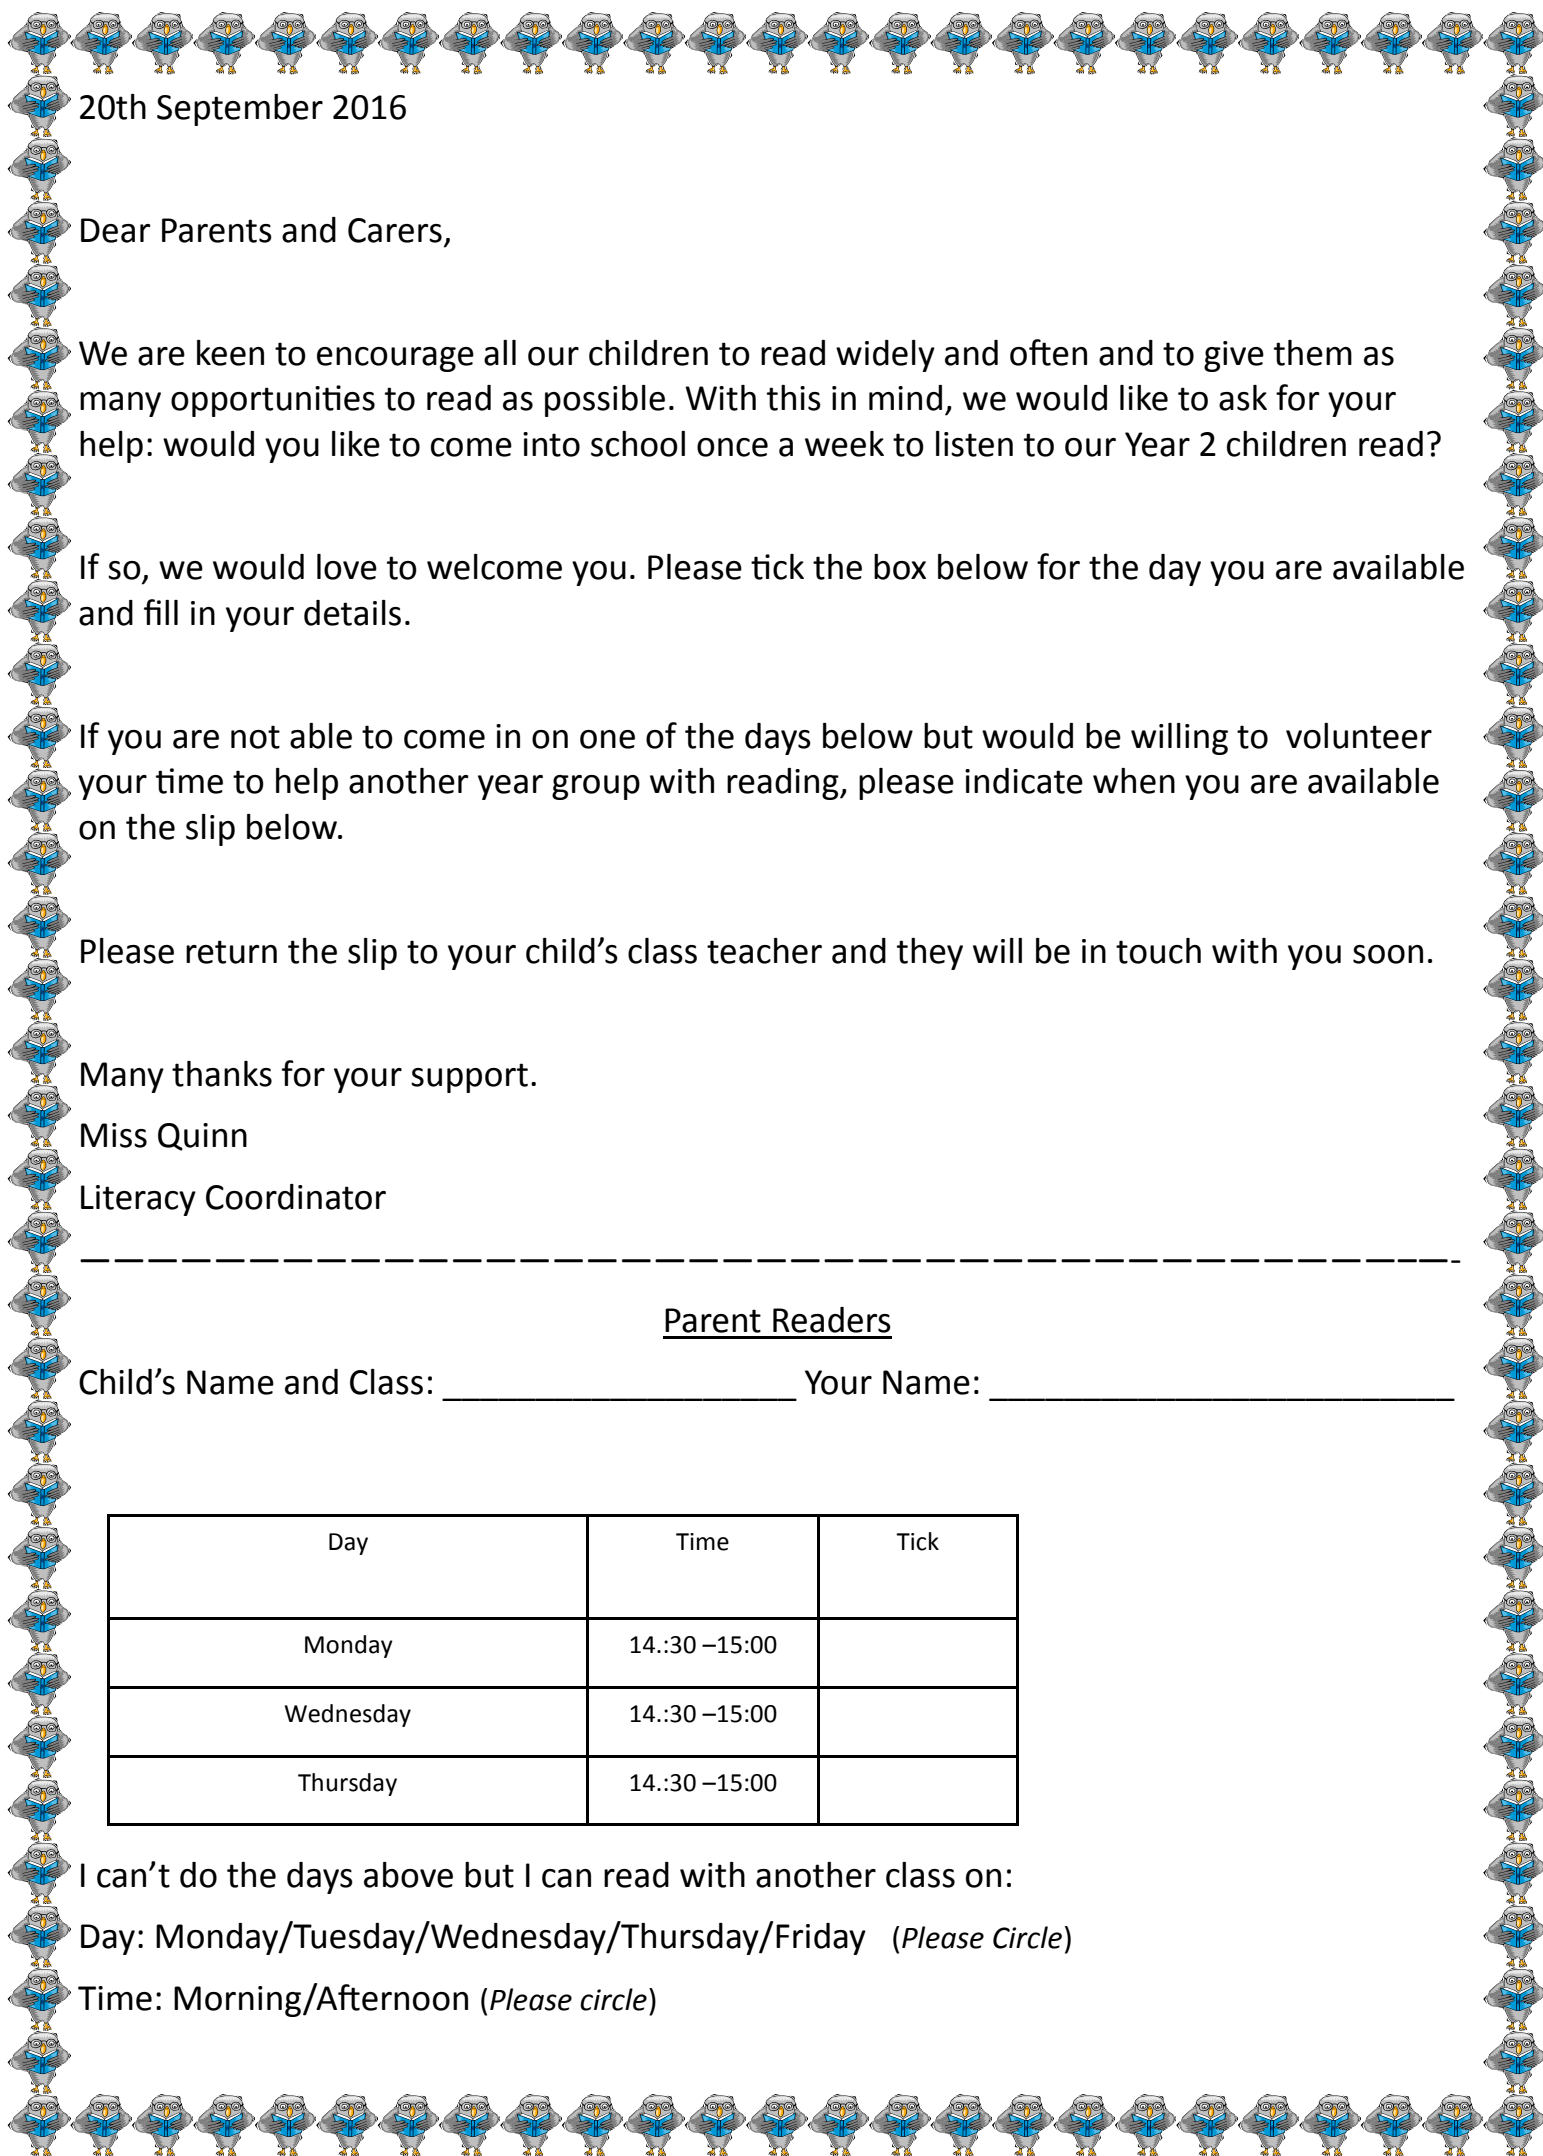 20th September 2016
Dear Parents and Carers,
We are keen to encourage all our children to read widely and often and to give them as
many opportunities to read as possible. With this in mind, we would like to ask for your
help: would you like to come into school once a week to listen to our Year 2 children read?
If so, we would love to welcome you. Please tick the box below for the day you are available
and fill in your details.
If you are not able to come in on one of the days below but would be willing to  volunteer
your time to help another year group with reading, please indicate when you are available
on the slip below.
Please return the slip to your child’s class teacher and they will be in touch with you soon.
Many thanks for your support.
Miss Quinn
Literacy Coordinator
—————————————————————————————————————————-
Parent Readers
Child’s Name and Class: ____________________ Your Name: __________________________
Day Time Tick
Monday 14.:30 –15:00
Wednesday 14.:30 –15:00
Thursday 14.:30 –15:00
I can’t do the days above but I can read with another class on:
Day: Monday/Tuesday/Wednesday/Thursday/Friday   (Please Circle)
Time: Morning/Afternoon (Please circle)